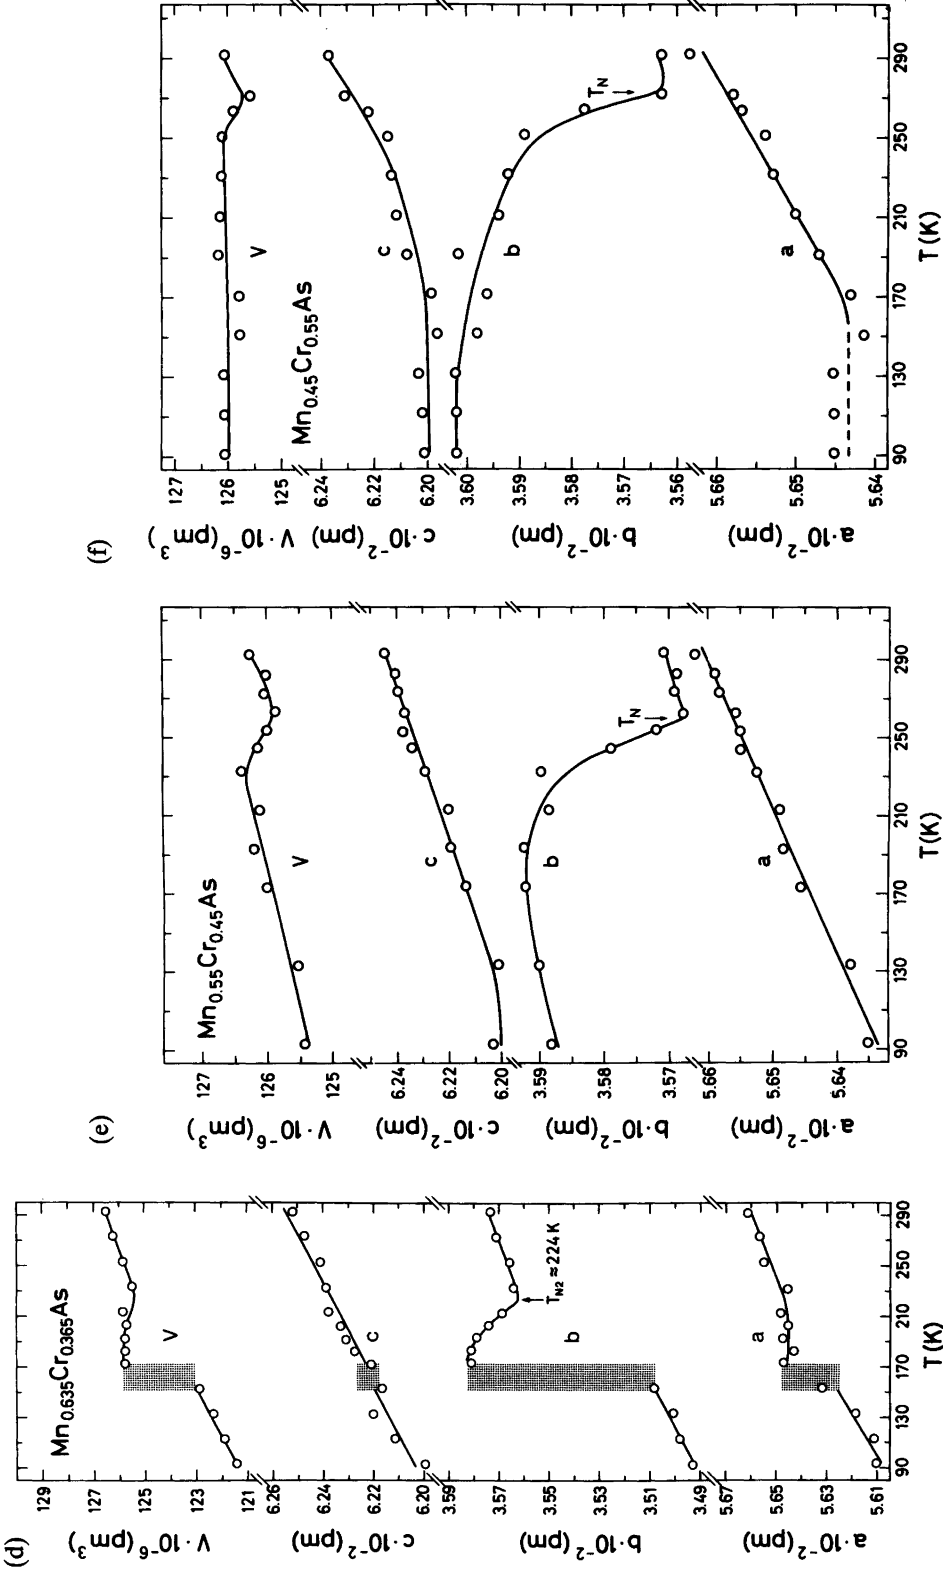 (d)
Mn0.635Cr0.365As
V·10⁻⁶(pm³)
129
127
125
123
121
V
c·10⁻²(pm)
6.26
6.24
6.22
6.20
c
b·10⁻²(pm)
3.59
3.57
3.55
3.53
3.51
3.49
TN2 ≈ 224 K
b
a·10⁻²(pm)
5.67
5.65
5.63
5.61
a
90 130 170 210 250 290
T(K)
(e)
Mn0.55Cr0.45As
V·10⁻⁶(pm³)
127
126
125
V
c·10⁻²(pm)
6.24
6.22
6.20
c
b·10⁻²(pm)
3.59
3.58
3.57
TN
b
a·10⁻²(pm)
5.66
5.65
5.64
a
90 130 170 210 250 290
T(K)
(f)
V·10⁻⁶(pm³)
127
126
125
V
Mn0.45Cr0.55As
c·10⁻²(pm)
6.24
6.22
6.20
c
b·10⁻²(pm)
3.60
3.59
3.58
3.57
3.56
TN
b
a·10⁻²(pm)
5.66
5.65
5.64
a
90 130 170 210 250 290
T(K)